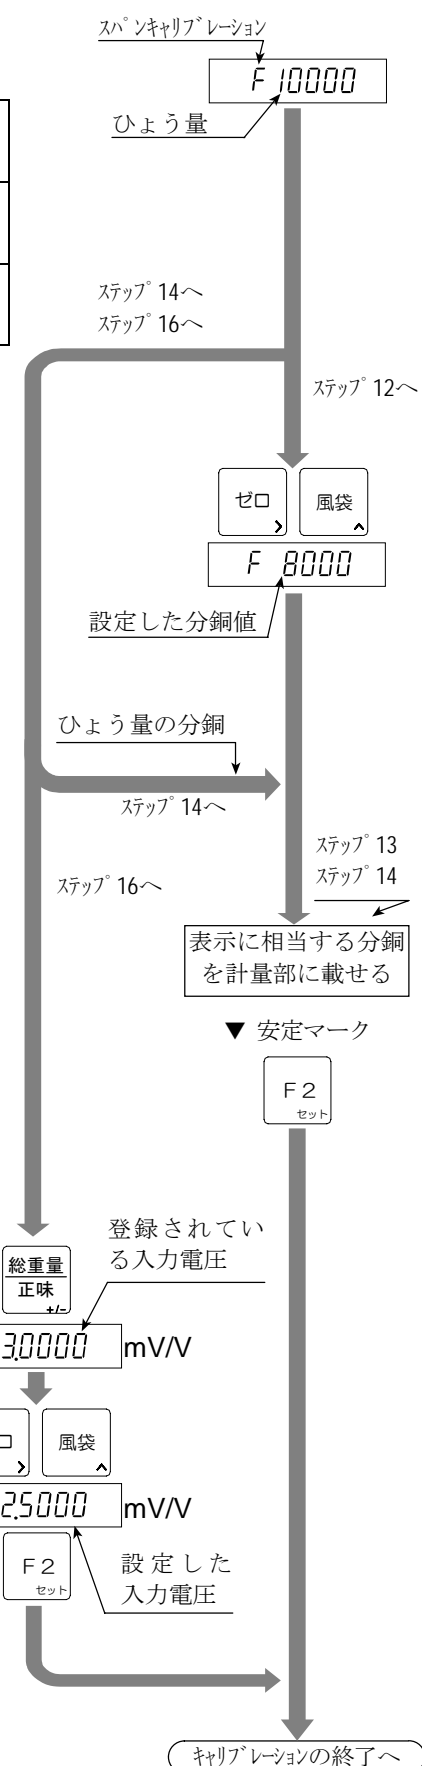 スパンキャリブレーション
F 10000
ひょう量
ステップ 14へ
ステップ 16へ
ステップ 12へ
ゼロ
風袋
F 8000
設定した分銅値
ひょう量の分銅
ステップ 14へ
ステップ 13
ステップ 14
ステップ 16へ
表示に相当する分銅
を計量部に載せる
▼ 安定マーク
F2
セット
登録されてい
る入力電圧
総重量
正味
+/-
3.0000 mV/V
ロ
風袋
2.5000 mV/V
F2
セット
設定した
入力電圧
キャリブレーションの終了へ